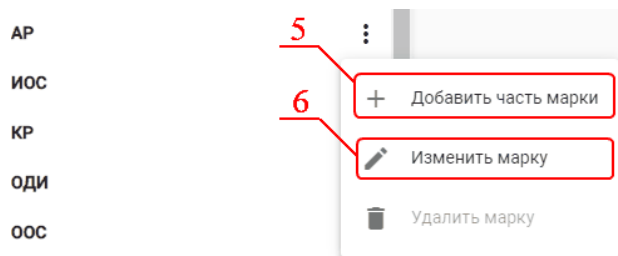 АР
5
ИОС
Добавить часть марки
6
КР
Изменить марку
ОДИ
Удалить марку
ООС